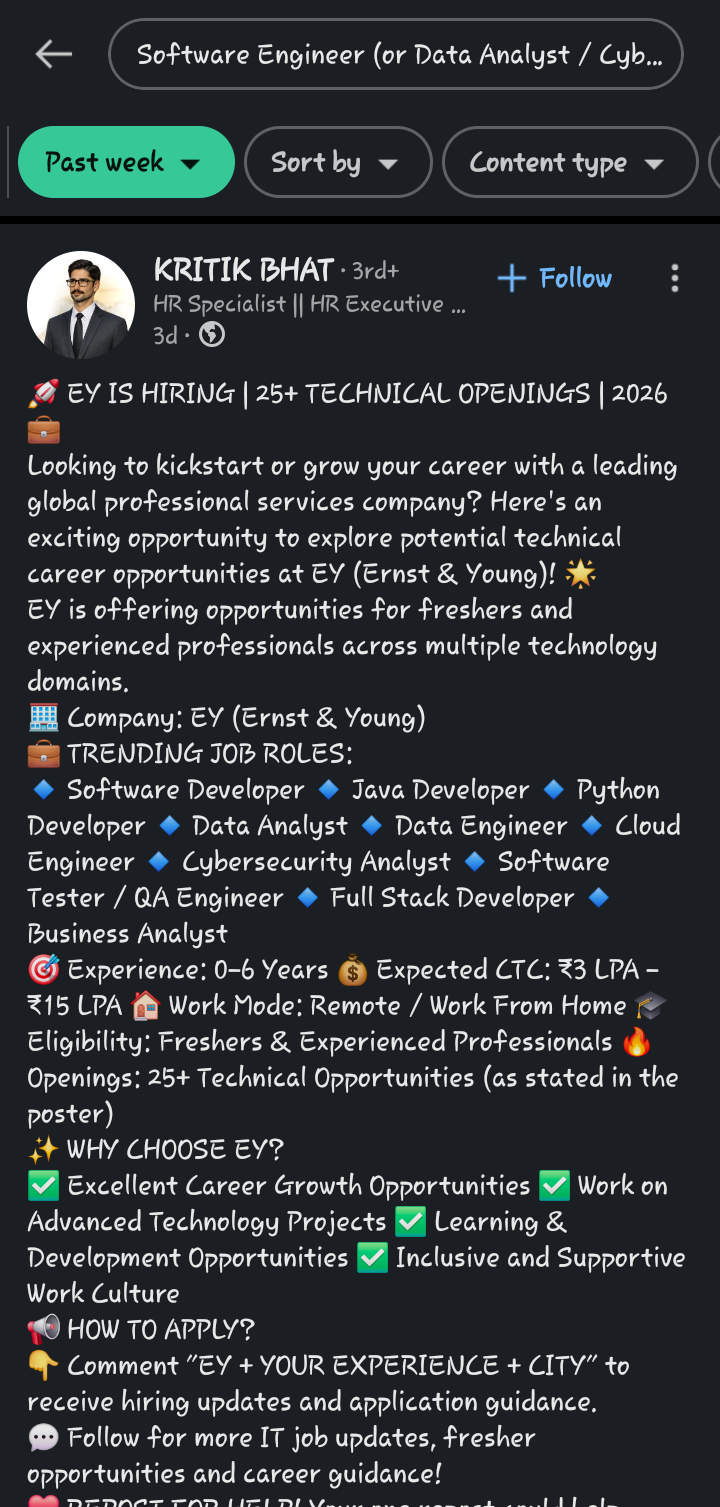 Software Engineer (or Data Analyst / Cyb...
Past week
Sort by
Content type
KRITIK BHAT · 3rd+
+ Follow
HR Specialist || HR Executive ...
3d ·
🚀 EY IS HIRING | 25+ TECHNICAL OPENINGS | 2026
💼
Looking to kickstart or grow your career with a leading
global professional services company? Here's an
exciting opportunity to explore potential technical
career opportunities at EY (Ernst & Young)! 🌟
EY is offering opportunities for freshers and
experienced professionals across multiple technology
domains.
🏢 Company: EY (Ernst & Young)
💼 TRENDING JOB ROLES:
🔹 Software Developer 🔹 Java Developer 🔹 Python
Developer 🔹 Data Analyst 🔹 Data Engineer 🔹 Cloud
Engineer 🔹 Cybersecurity Analyst 🔹 Software
Tester / QA Engineer 🔹 Full Stack Developer 🔹
Business Analyst
🎯 Experience: 0–6 Years 💰 Expected CTC: ₹3 LPA –
₹15 LPA 🏠 Work Mode: Remote / Work From Home 🎓
Eligibility: Freshers & Experienced Professionals 🔥
Openings: 25+ Technical Opportunities (as stated in the
poster)
✨ WHY CHOOSE EY?
✅ Excellent Career Growth Opportunities ✅ Work on
Advanced Technology Projects ✅ Learning &
Development Opportunities ✅ Inclusive and Supportive
Work Culture
📢 HOW TO APPLY?
👇 Comment "EY + YOUR EXPERIENCE + CITY" to
receive hiring updates and application guidance.
💬 Follow for more IT job updates, fresher
opportunities and career guidance!
REPOST FOR HELP! Your one repost could help